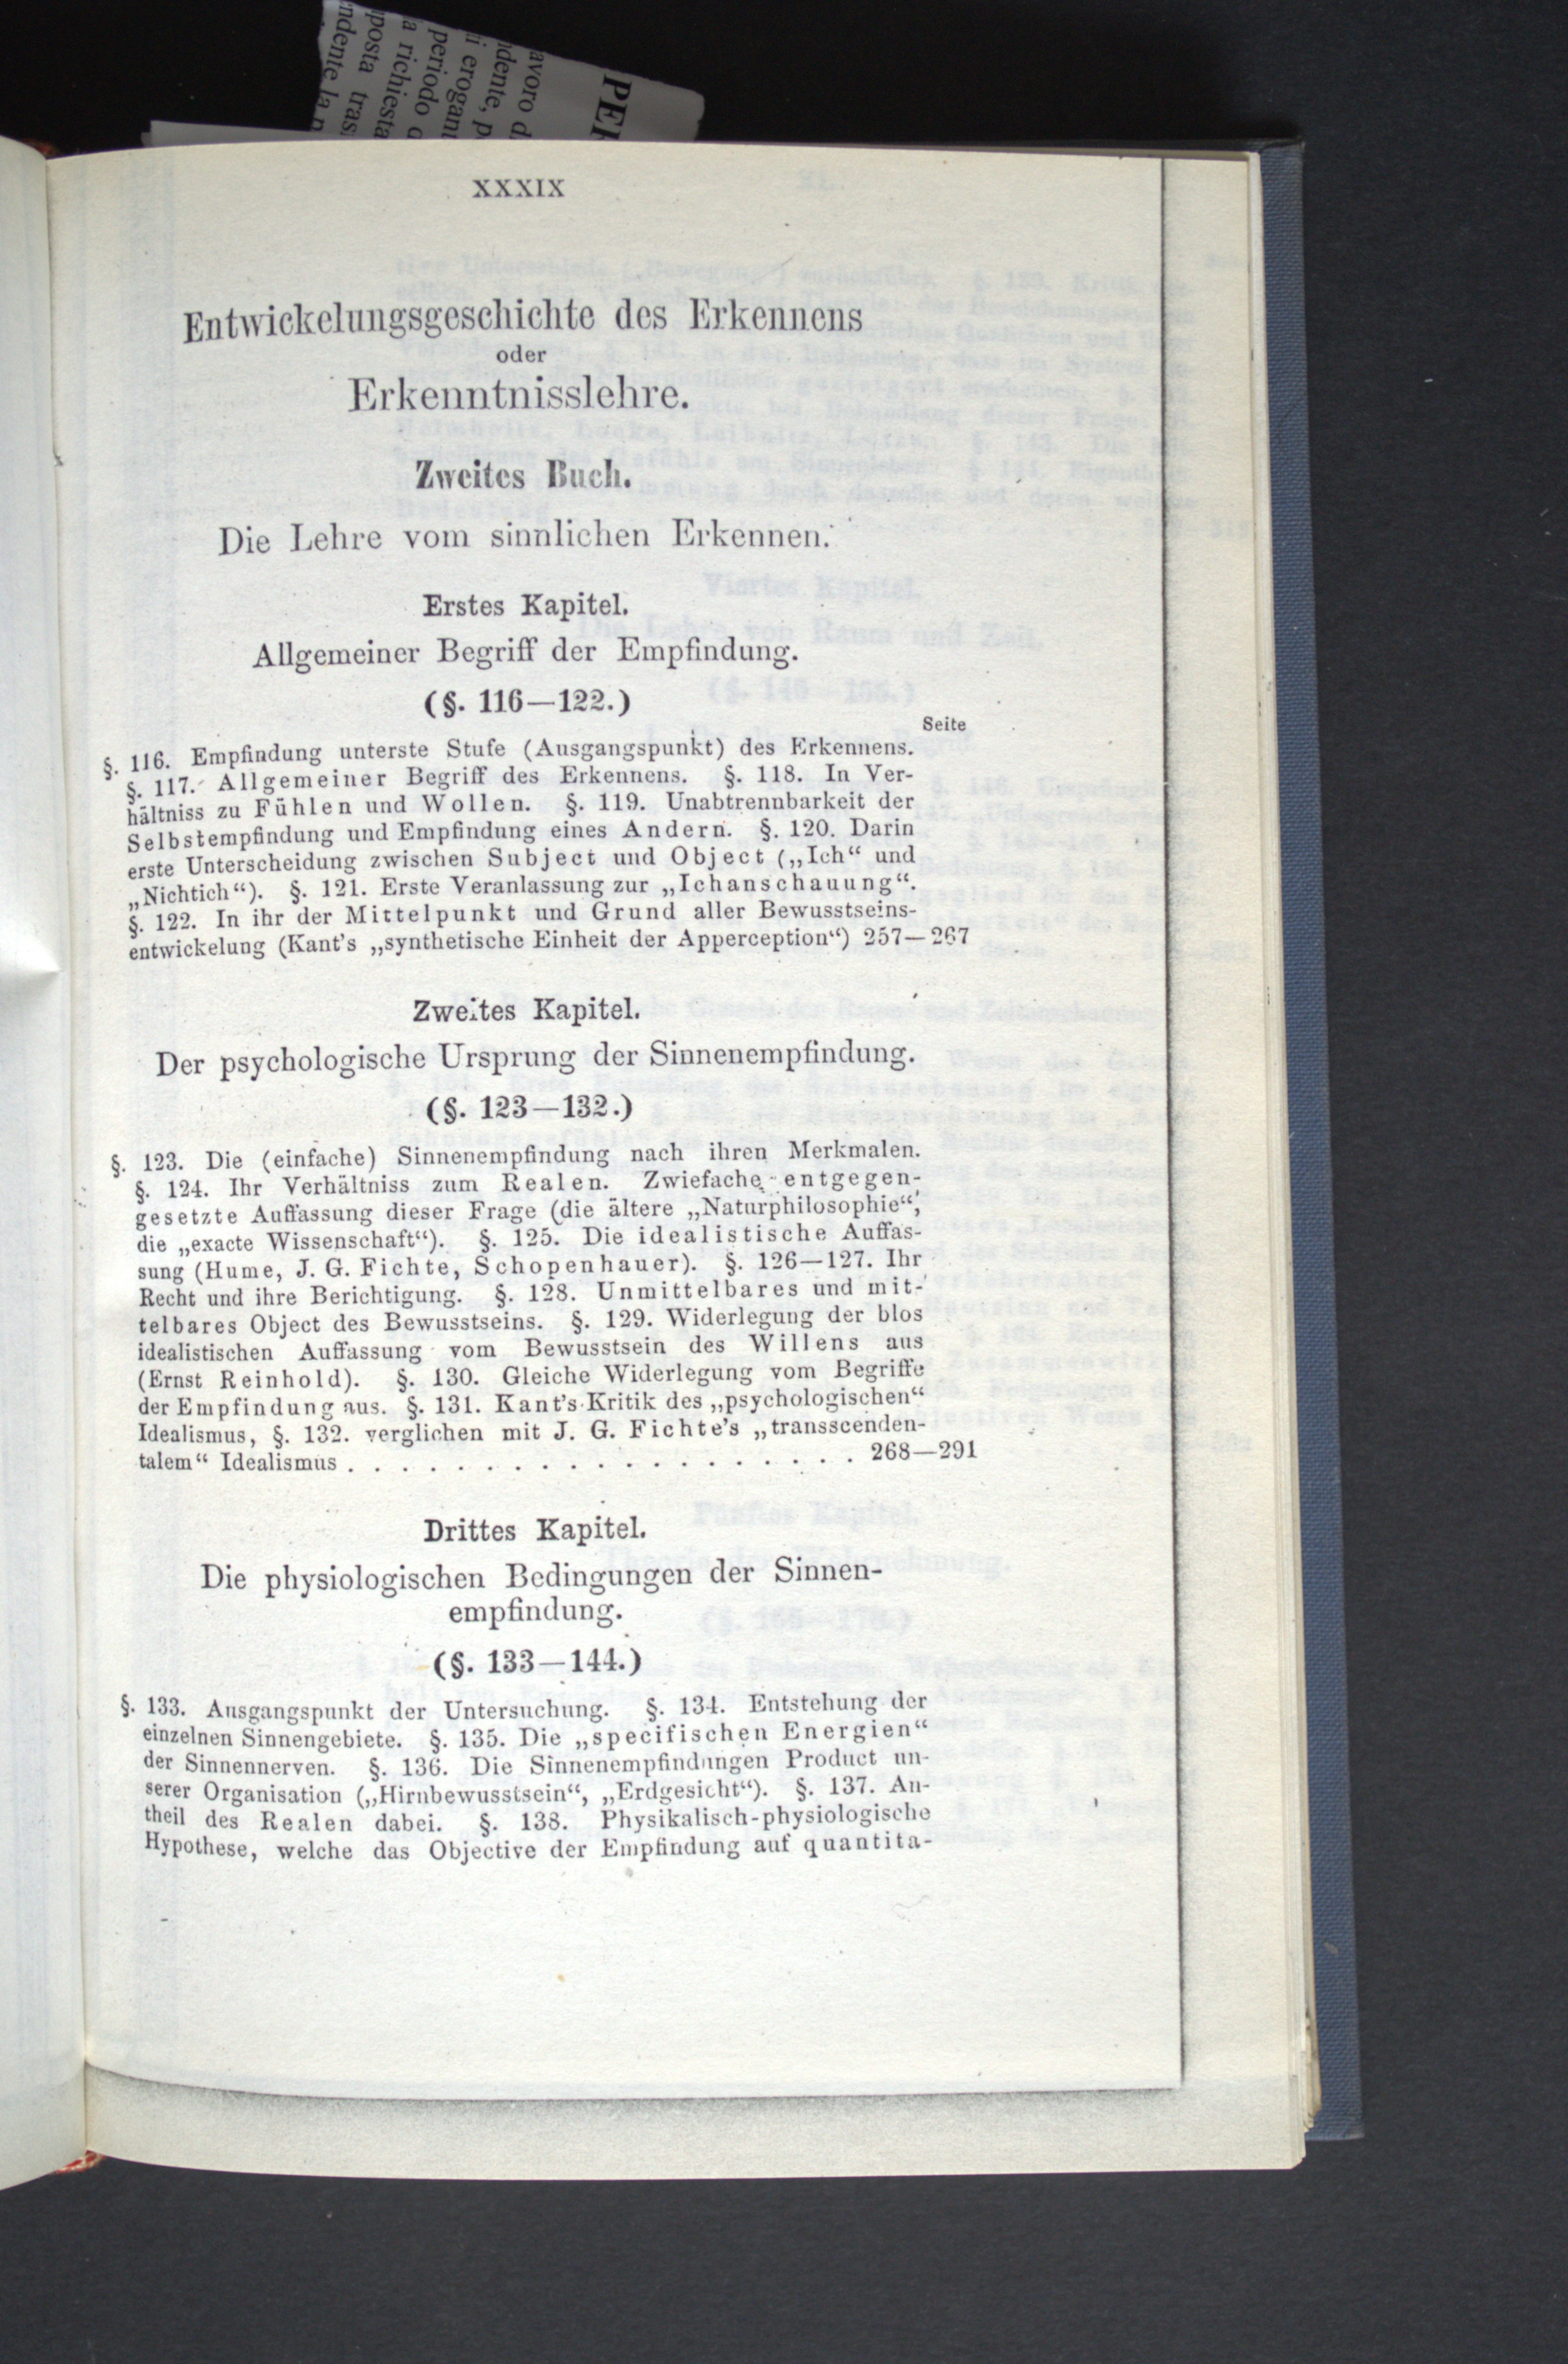 PER
avoro d
dente, p
i erogan
periodo d
a richiesta
posta tras
ndente la p
XXXIX
Entwickelungsgeschichte des Erkennens
oder
Erkenntnisslehre.
Zweites Buch.
Die Lehre vom sinnlichen Erkennen.
Erstes Kapitel.
Allgemeiner Begriff der Empfindung.
(§. 116—122.)
Seite
§. 116. Empfindung unterste Stufe (Ausgangspunkt) des Erkennens.
§. 117. Allgemeiner Begriff des Erkennens. §. 118. In Ver-
hältniss zu Fühlen und Wollen. §. 119. Unabtrennbarkeit der
Selbstempfindung und Empfindung eines Andern. §. 120. Darin
erste Unterscheidung zwischen Subject und Object („Ich“ und
„Nichtich“). §. 121. Erste Veranlassung zur „Ichanschauung“.
§. 122. In ihr der Mittelpunkt und Grund aller Bewusstseins-
entwickelung (Kant's „synthetische Einheit der Apperception“) 257—267
Zweites Kapitel.
Der psychologische Ursprung der Sinnenempfindung.
(§. 123—132.)
§. 123. Die (einfache) Sinnenempfindung nach ihren Merkmalen.
§. 124. Ihr Verhältniss zum Realen. Zwiefache entgegen-
gesetzte Auffassung dieser Frage (die ältere „Naturphilosophie“,
die „exacte Wissenschaft“). §. 125. Die idealistische Auffas-
sung (Hume, J. G. Fichte, Schopenhauer). §. 126—127. Ihr
Recht und ihre Berichtigung. §. 128. Unmittelbares und mit-
telbares Object des Bewusstseins. §. 129. Widerlegung der blos
idealistischen Auffassung vom Bewusstsein des Willens aus
(Ernst Reinhold). §. 130. Gleiche Widerlegung vom Begriffe
der Empfindung aus. §. 131. Kant's Kritik des „psychologischen“
Idealismus, §. 132. verglichen mit J. G. Fichte's „transscenden-
talem“ Idealismus . . . . . . . . . . . . . . . . . . . 268—291
Drittes Kapitel.
Die physiologischen Bedingungen der Sinnen-
empfindung.
(§. 133—144.)
§. 133. Ausgangspunkt der Untersuchung. §. 134. Entstehung der
einzelnen Sinnengebiete. §. 135. Die „specifischen Energien“
der Sinnennerven. §. 136. Die Sinnenempfindungen Product un-
serer Organisation („Hirnbewusstsein“, „Erdgesicht“). §. 137. An-
theil des Realen dabei. §. 138. Physikalisch-physiologische
Hypothese, welche das Objective der Empfindung auf quantita-